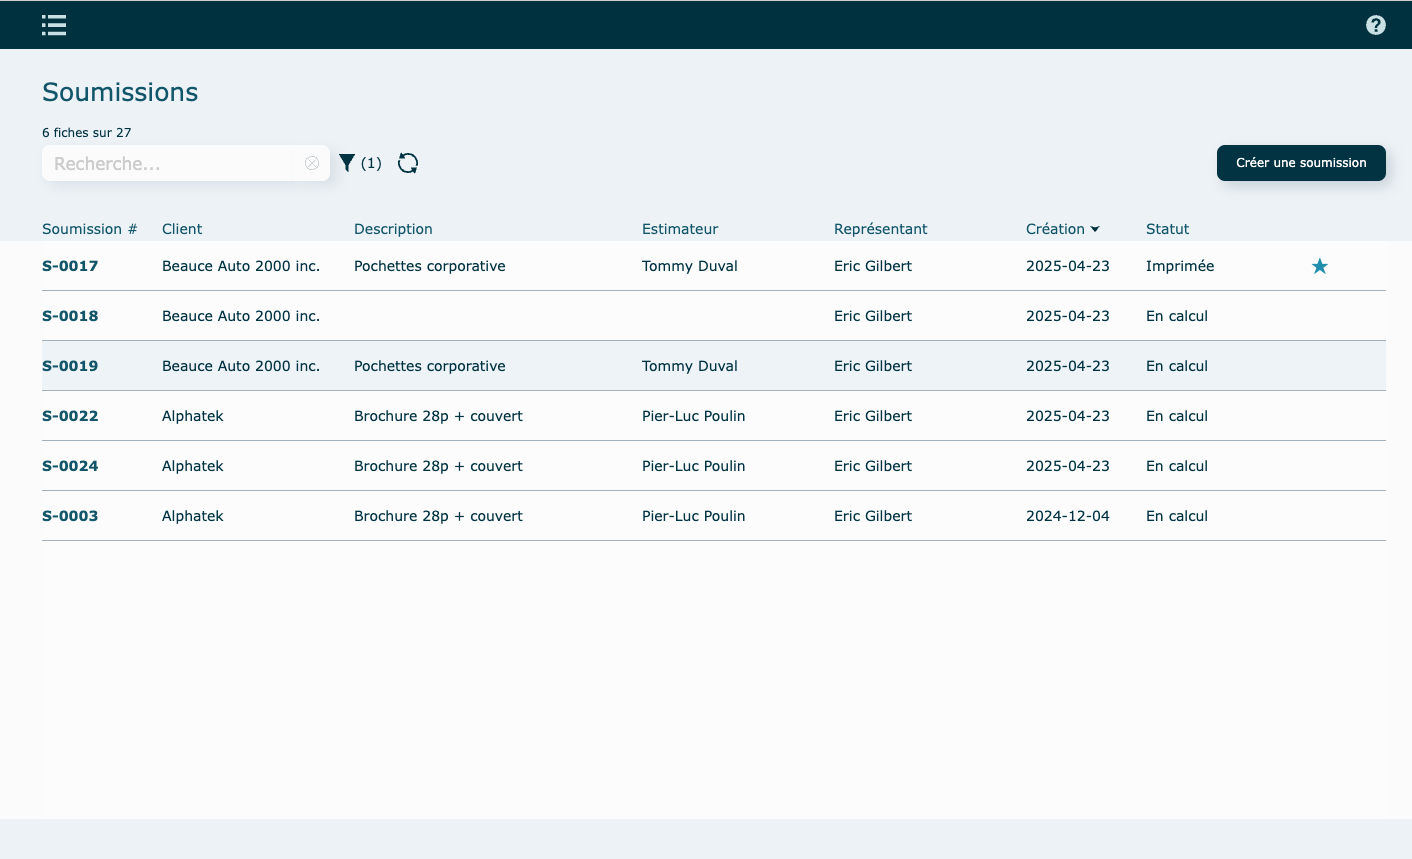 Soumissions
6 fiches sur 27
Recherche...
(1)
Créer une soumission
Soumission # Client Description Estimateur Représentant Création Statut
S-0017 Beauce Auto 2000 inc. Pochettes corporative Tommy Duval Eric Gilbert 2025-04-23 Imprimée
S-0018 Beauce Auto 2000 inc. Eric Gilbert 2025-04-23 En calcul
S-0019 Beauce Auto 2000 inc. Pochettes corporative Tommy Duval Eric Gilbert 2025-04-23 En calcul
S-0022 Alphatek Brochure 28p + couvert Pier-Luc Poulin Eric Gilbert 2025-04-23 En calcul
S-0024 Alphatek Brochure 28p + couvert Pier-Luc Poulin Eric Gilbert 2025-04-23 En calcul
S-0003 Alphatek Brochure 28p + couvert Pier-Luc Poulin Eric Gilbert 2024-12-04 En calcul